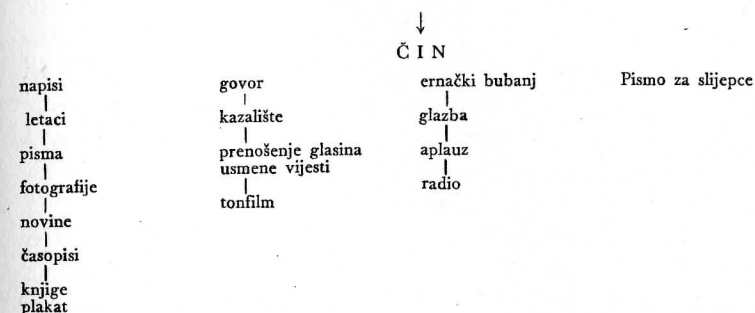 Č I N
napisi
letaci
pisma
fotografije
novine
časopisi
knjige
plakat
govor
kazalište
prenošenje glasina
usmene vijesti
tonfilm
ernački bubanj
glazba
aplauz
radio
Pismo za slijepce